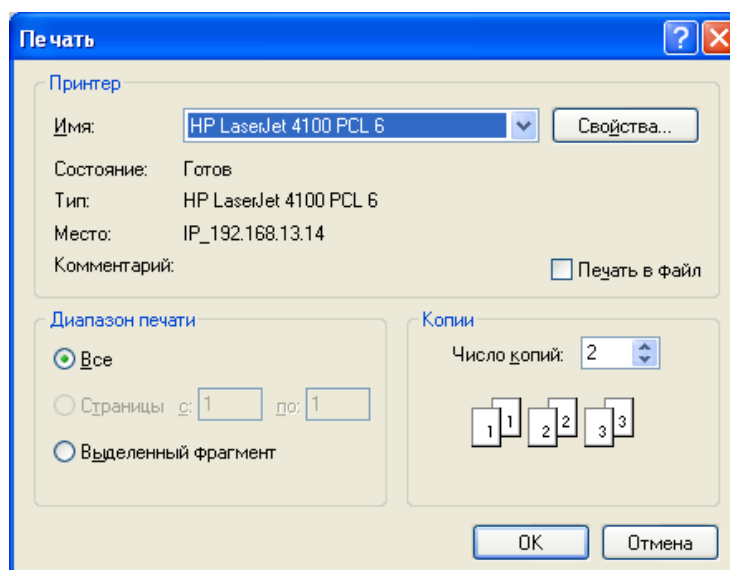 Печать
Принтер
Имя: HP LaserJet 4100 PCL 6 Свойства...
Состояние: Готов
Тип: HP LaserJet 4100 PCL 6
Место: IP_192.168.13.14
Комментарий: Печать в файл
Диапазон печати
Все
Страницы с: 1 по: 1
Выделенный фрагмент
Копии
Число копий: 2
1 1 2 2 3 3
OK Отмена